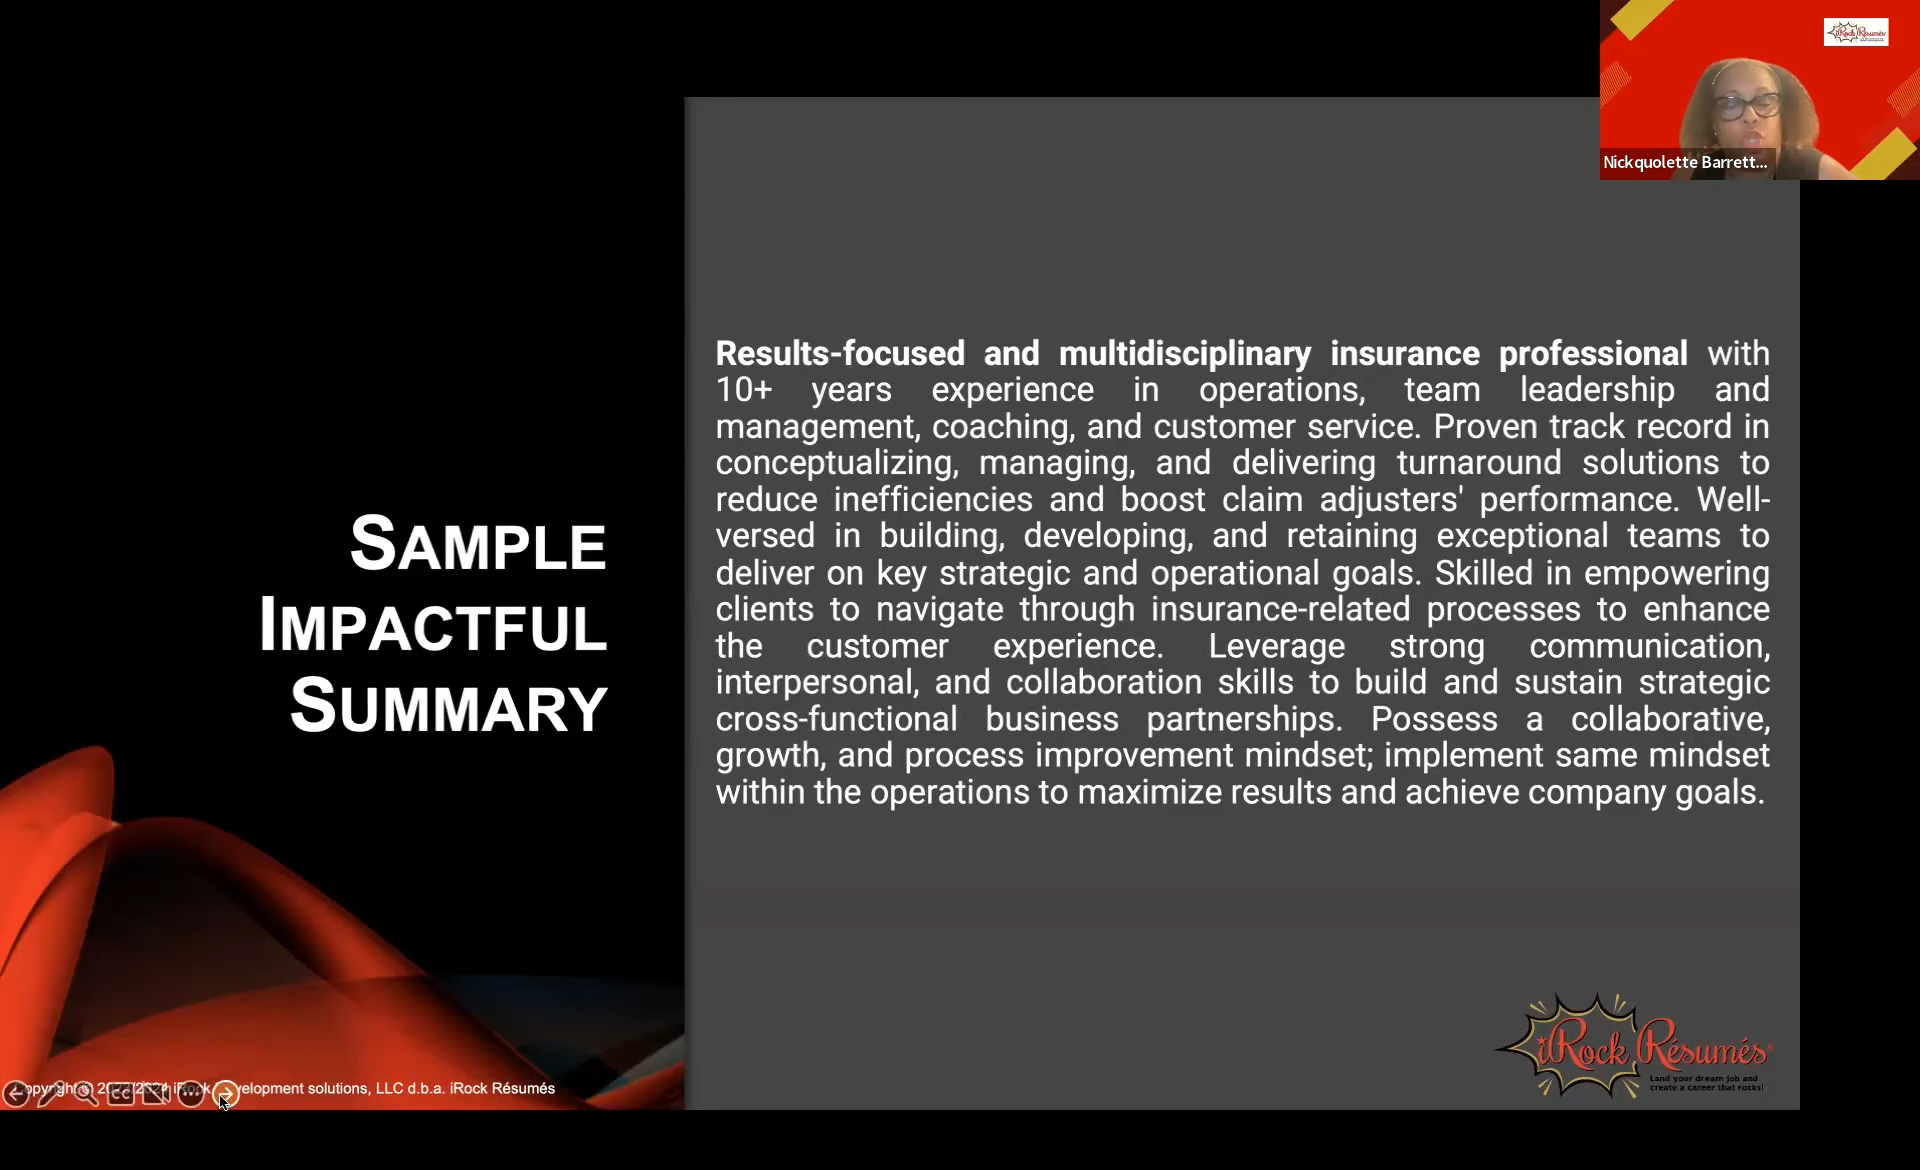 iRock Résumés
Nickquolette Barrett...
SAMPLE
IMPACTFUL
SUMMARY
Results-focused and multidisciplinary insurance professional with
10+ years experience in operations, team leadership and
management, coaching, and customer service. Proven track record in
conceptualizing, managing, and delivering turnaround solutions to
reduce inefficiencies and boost claim adjusters' performance. Well-
versed in building, developing, and retaining exceptional teams to
deliver on key strategic and operational goals. Skilled in empowering
clients to navigate through insurance-related processes to enhance
the customer experience. Leverage strong communication,
interpersonal, and collaboration skills to build and sustain strategic
cross-functional business partnerships. Possess a collaborative,
growth, and process improvement mindset; implement same mindset
within the operations to maximize results and achieve company goals.
iRock Résumés
Land your dream job and
create a career that rocks!
iRock velopment solutions, LLC d.b.a. iRock Résumés
CC